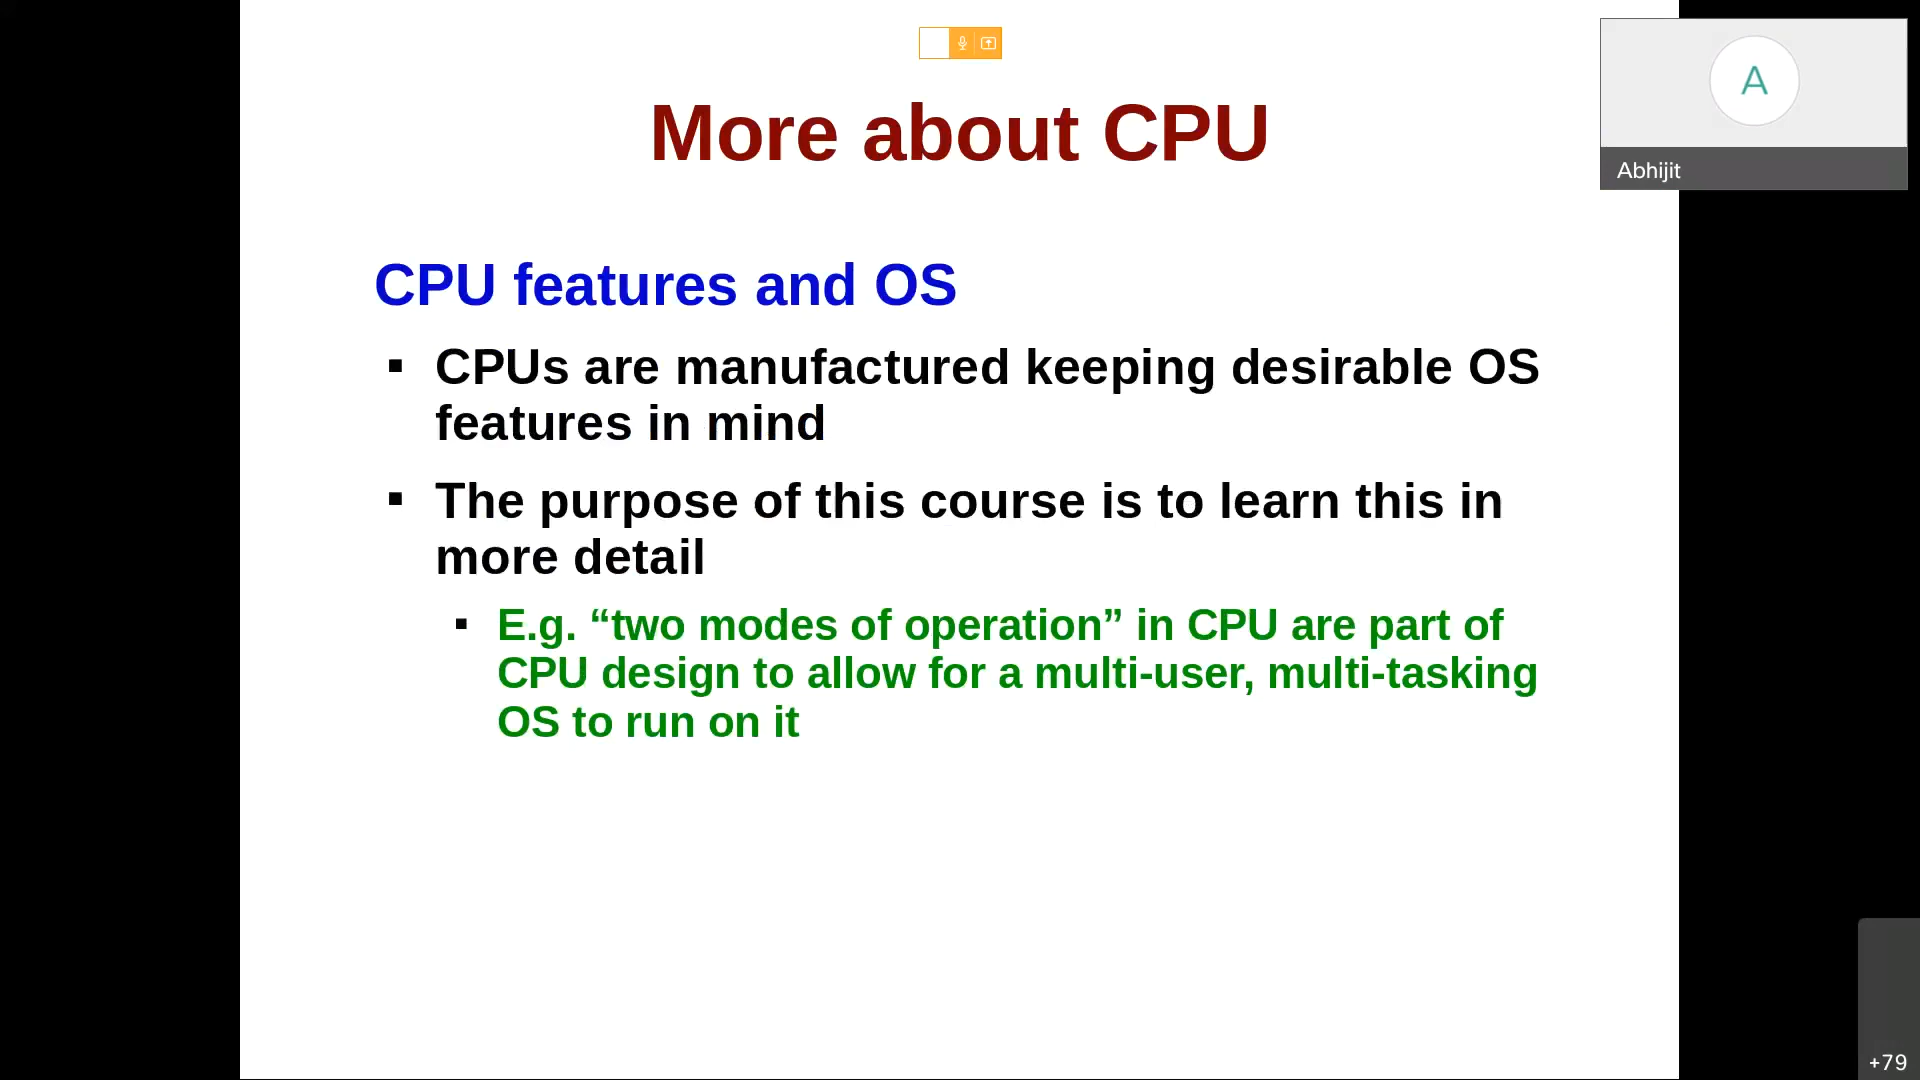 More about CPU
A
Abhijit
CPU features and OS
▪ CPUs are manufactured keeping desirable OS
features in mind
▪ The purpose of this course is to learn this in
more detail
▪ E.g. “two modes of operation” in CPU are part of
CPU design to allow for a multi-user, multi-tasking
OS to run on it
+79